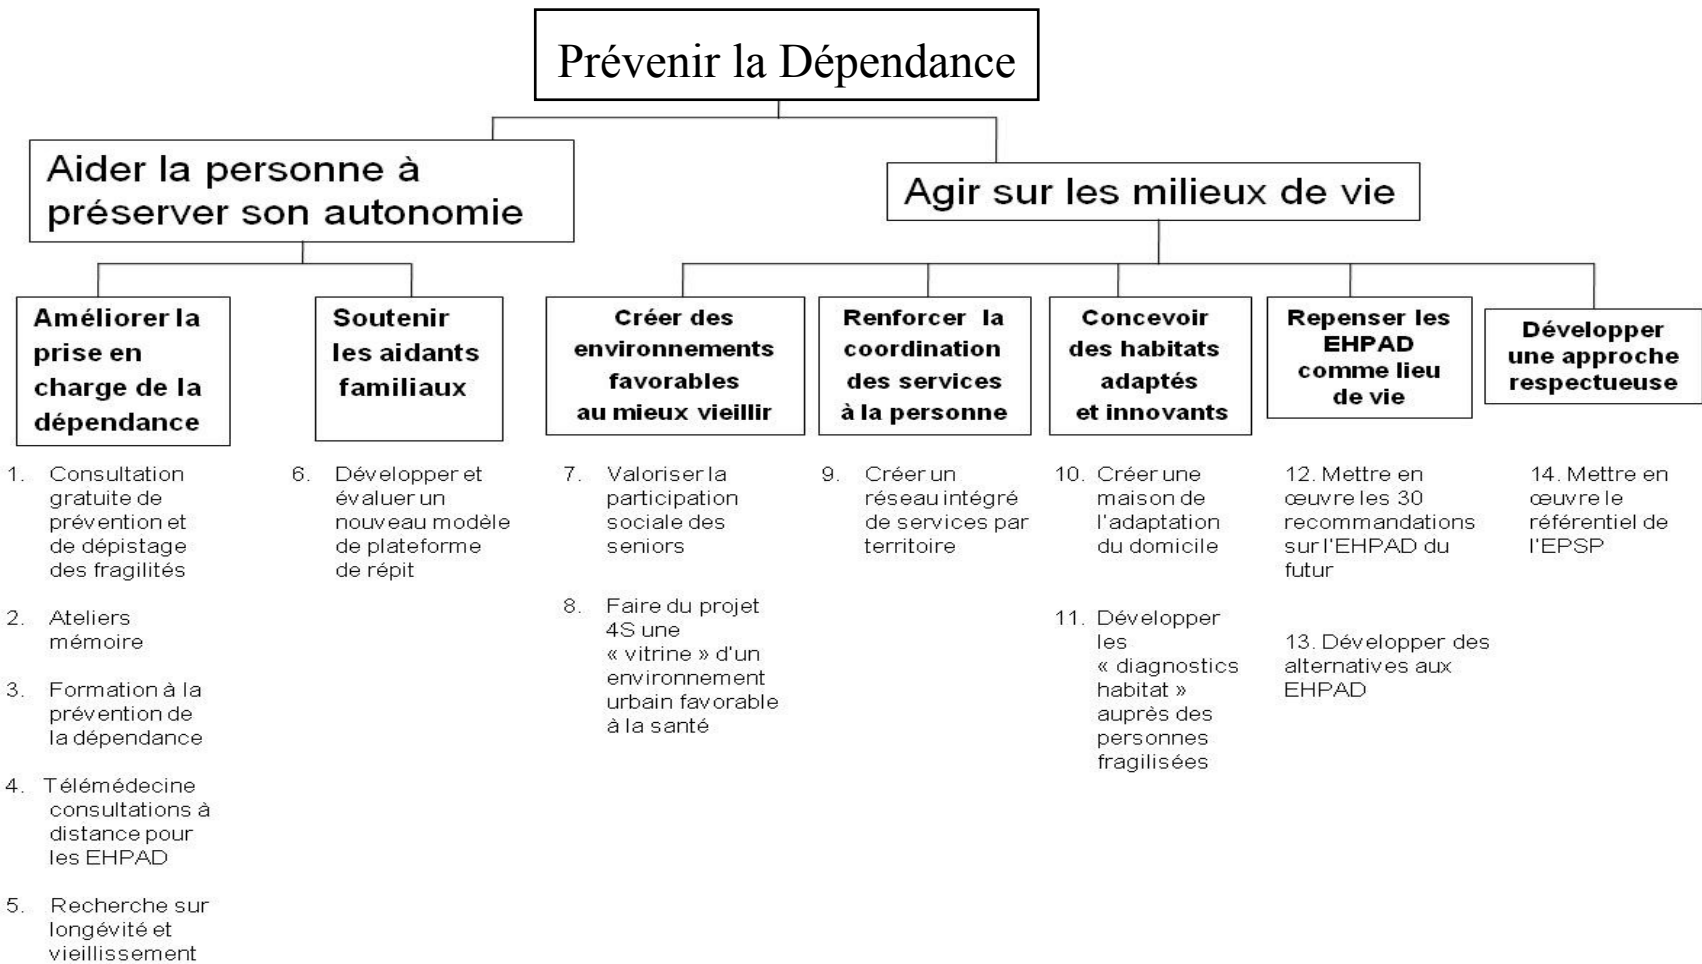 Prévenir la Dépendance
Aider la personne à
préserver son autonomie
Agir sur les milieux de vie
Améliorer la
prise en
charge de la
dépendance
Soutenir
les aidants
familiaux
Créer des
environnements
favorables
au mieux vieillir
Renforcer la
coordination
des services
à la personne
Concevoir
des habitats
adaptés
et innovants
Repenser les
EHPAD
comme lieu
de vie
Développer
une approche
respectueuse
1. Consultation
gratuite de
prévention et
de dépistage
des fragilités
2. Ateliers
mémoire
3. Formation à la
prévention de
la dépendance
4. Télémédecine
consultations à
distance pour
les EHPAD
5. Recherche sur
longévité et
vieillissement
6. Développer et
évaluer un
nouveau modèle
de plateforme
de répit
7. Valoriser la
participation
sociale des
seniors
8. Faire du projet
4S une
« vitrine » d'un
environnement
urbain favorable
à la santé
9. Créer un
réseau intégré
de services par
territoire
10. Créer une
maison de
l'adaptation
du domicile
11. Développer
les
« diagnostics
habitat »
auprès des
personnes
fragilisées
12. Mettre en
œuvre les 30
recommandations
sur l'EHPAD du
futur
13. Développer des
alternatives aux
EHPAD
14. Mettre en
œuvre le
référentiel de
l'EPSP